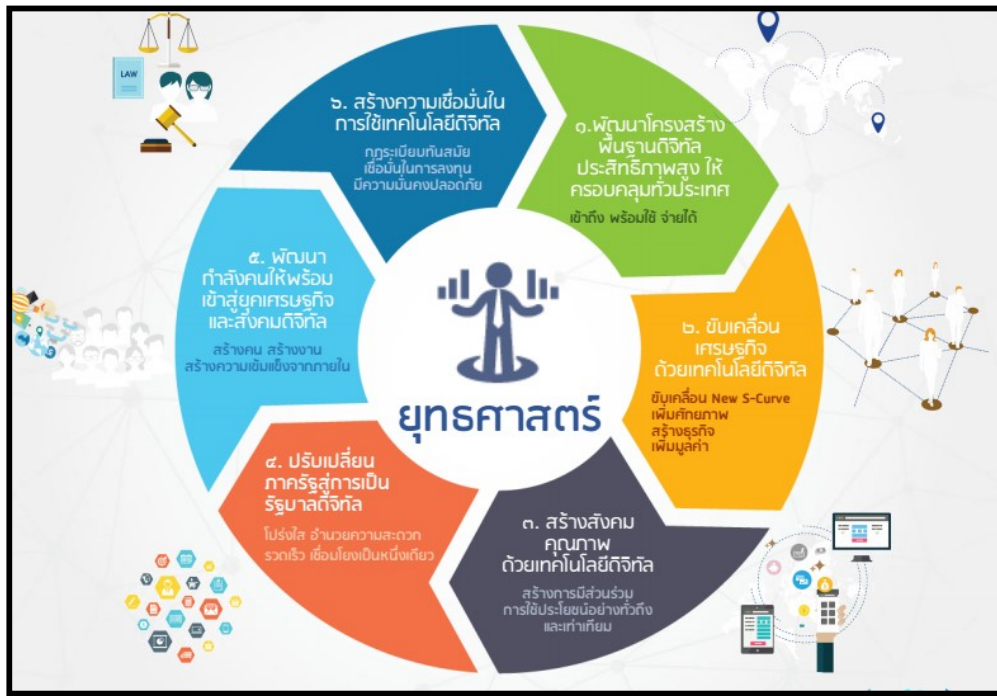 LAW
๖. สร้างความเชื่อมั่นใน
การใช้เทคโนโลยีดิจิทัล
กฎระเบียบทันสมัย
เชื่อมั่นในการลงทุน
มีความมั่นคงปลอดภัย
๑.พัฒนาโครงสร้าง
พื้นฐานดิจิทัล
ประสิทธิภาพสูง ให้
ครอบคลุมทั่วประเทศ
เข้าถึง พร้อมใช้ จ่ายได้
๕. พัฒนา
กำลังคนให้พร้อม
เข้าสู่ยุคเศรษฐกิจ
และสังคมดิจิทัล
สร้างคน สร้างงาน
สร้างความเข้มแข็งจากภายใน
๒. ขับเคลื่อน
เศรษฐกิจ
ด้วยเทคโนโลยีดิจิทัล
ขับเคลื่อน New S-Curve
เพิ่มศักยภาพ
สร้างธุรกิจ
เพิ่มมูลค่า
ยุทธศาสตร์
๔. ปรับเปลี่ยน
ภาครัฐสู่การเป็น
รัฐบาลดิจิทัล
โปร่งใส อำนวยความสะดวก
รวดเร็ว เชื่อมโยงเป็นหนึ่งเดียว
๓. สร้างสังคม
คุณภาพ
ด้วยเทคโนโลยีดิจิทัล
สร้างการมีส่วนร่วม
การใช้ประโยชน์อย่างทั่วถึง
และเท่าเทียม